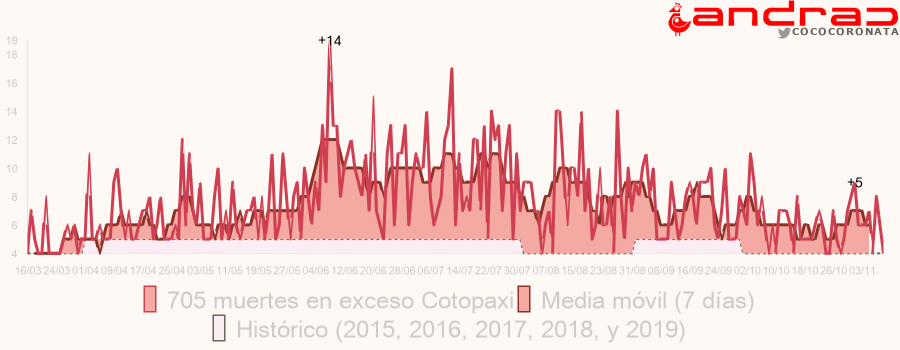 andrac
COCOCORONATA
19
18
16
14
12
10
8
6
4
+14
+5
16/03 24/03 01/04 09/04 17/04 25/04 03/05 11/05 19/05 27/05 04/06 12/06 20/06 28/06 06/07 14/07 22/07 30/07 07/08 15/08 23/08 31/08 08/09 16/09 24/09 02/10 10/10 18/10 26/10 03/11
705 muertes en exceso Cotopaxi Media móvil (7 días)
Histórico (2015, 2016, 2017, 2018, y 2019)